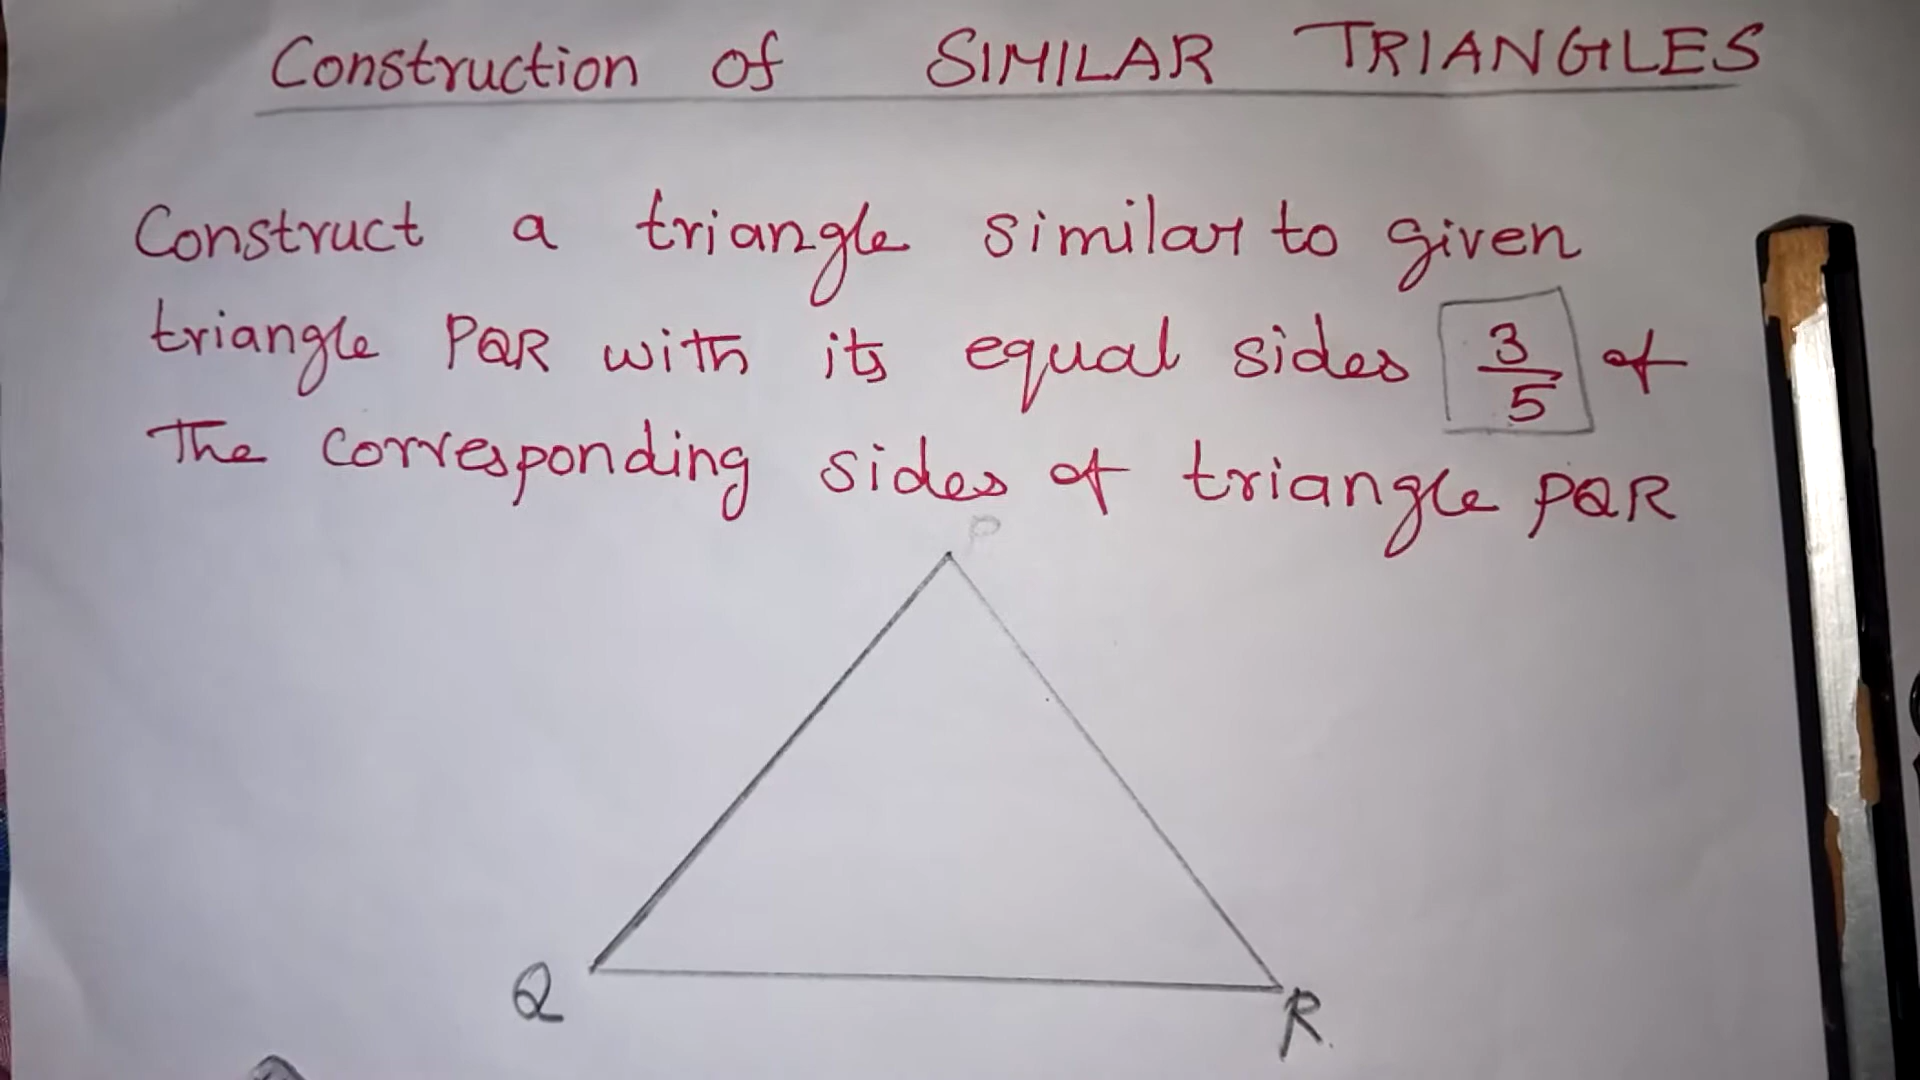 Construction of SIMILAR TRIANGLES
Construct a triangle similar to given
triangle PQR with its equal sides 3/5 of
The corresponding sides of triangle PQR
P
Q
R